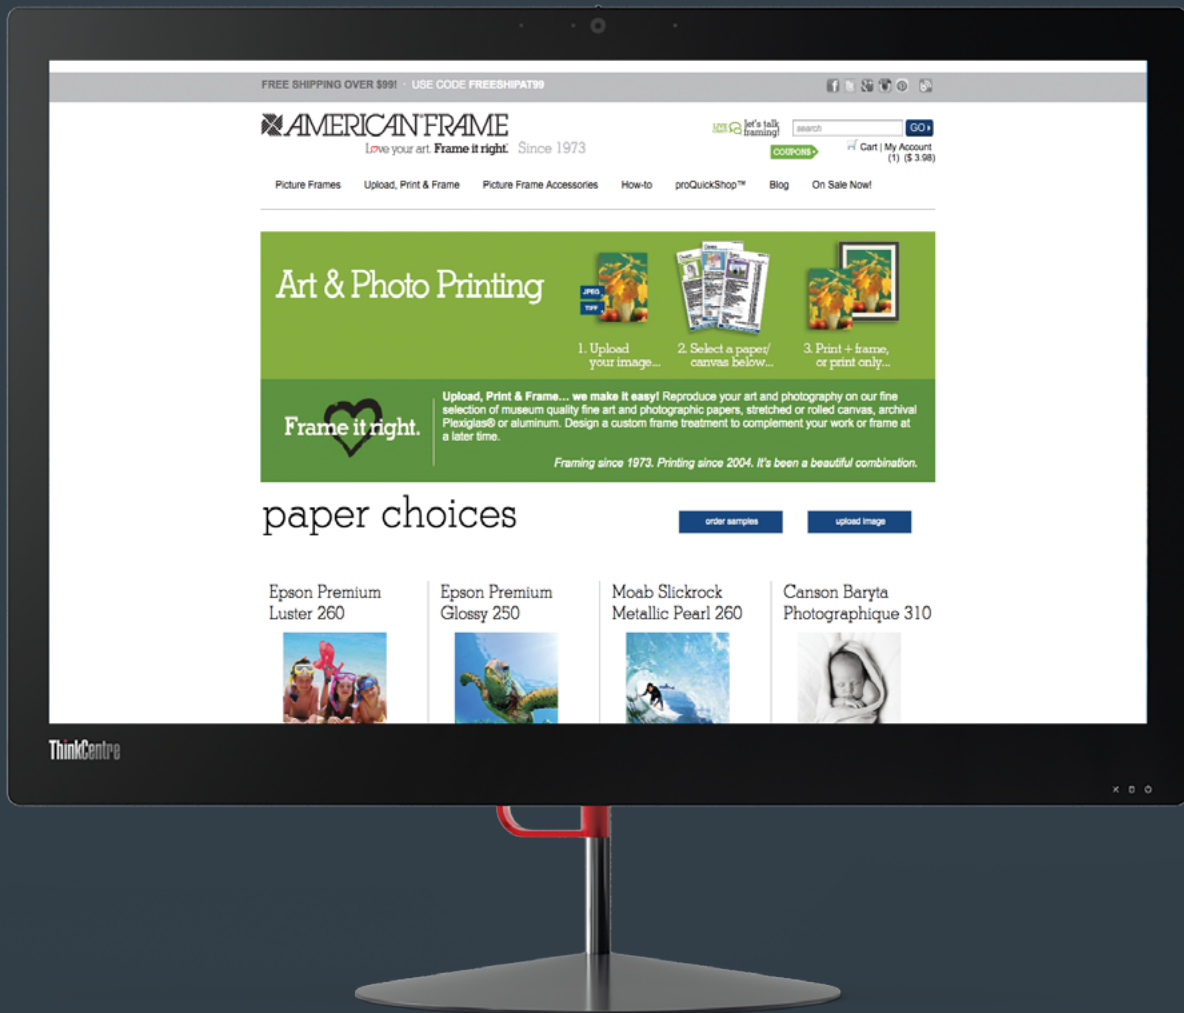 FREE SHIPPING OVER $99! · USE CODE FREESHIPAT99
AMERICAN FRAME
Love your art. Frame it right. Since 1973
LIVE let's talk framing!
search
GO
COUPONS
Cart | My Account
(1) ($ 3.98)
Picture Frames Upload, Print & Frame Picture Frame Accessories How-to proQuickShop™ Blog On Sale Now!
Art & Photo Printing
JPEG
TIFF
1. Upload
your image...
2. Select a paper/
canvas below...
3. Print + frame,
or print only...
Frame it right.
Upload, Print & Frame... we make it easy! Reproduce your art and photography on our fine
selection of museum quality fine art and photographic papers, stretched or rolled canvas, archival
Plexiglas® or aluminum. Design a custom frame treatment to complement your work or frame at
a later time.
Framing since 1973. Printing since 2004. It's been a beautiful combination.
paper choices
order samples
upload image
Epson Premium
Luster 260
Epson Premium
Glossy 250
Moab Slickrock
Metallic Pearl 260
Canson Baryta
Photographique 310
ThinkCentre